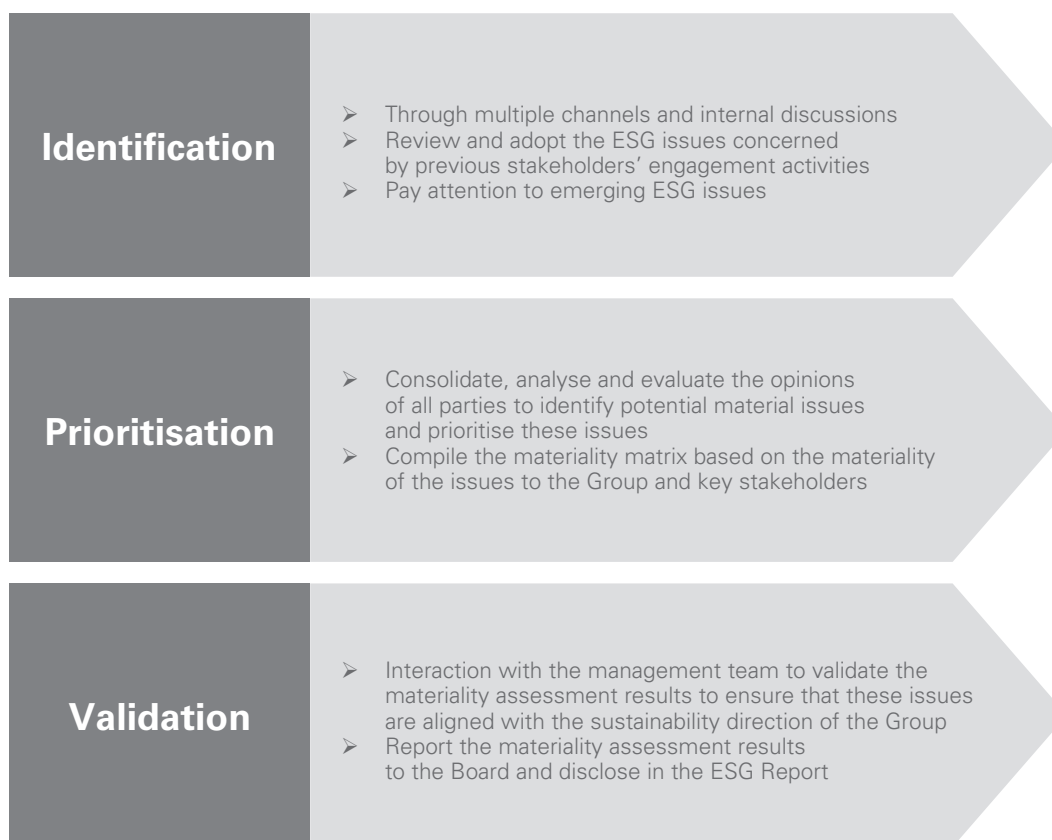 Identification
➢ Through multiple channels and internal discussions
➢ Review and adopt the ESG issues concerned
by previous stakeholders’ engagement activities
➢ Pay attention to emerging ESG issues
Prioritisation
➢ Consolidate, analyse and evaluate the opinions
of all parties to identify potential material issues
and prioritise these issues
➢ Compile the materiality matrix based on the materiality
of the issues to the Group and key stakeholders
Validation
➢ Interaction with the management team to validate the
materiality assessment results to ensure that these issues
are aligned with the sustainability direction of the Group
➢ Report the materiality assessment results
to the Board and disclose in the ESG Report